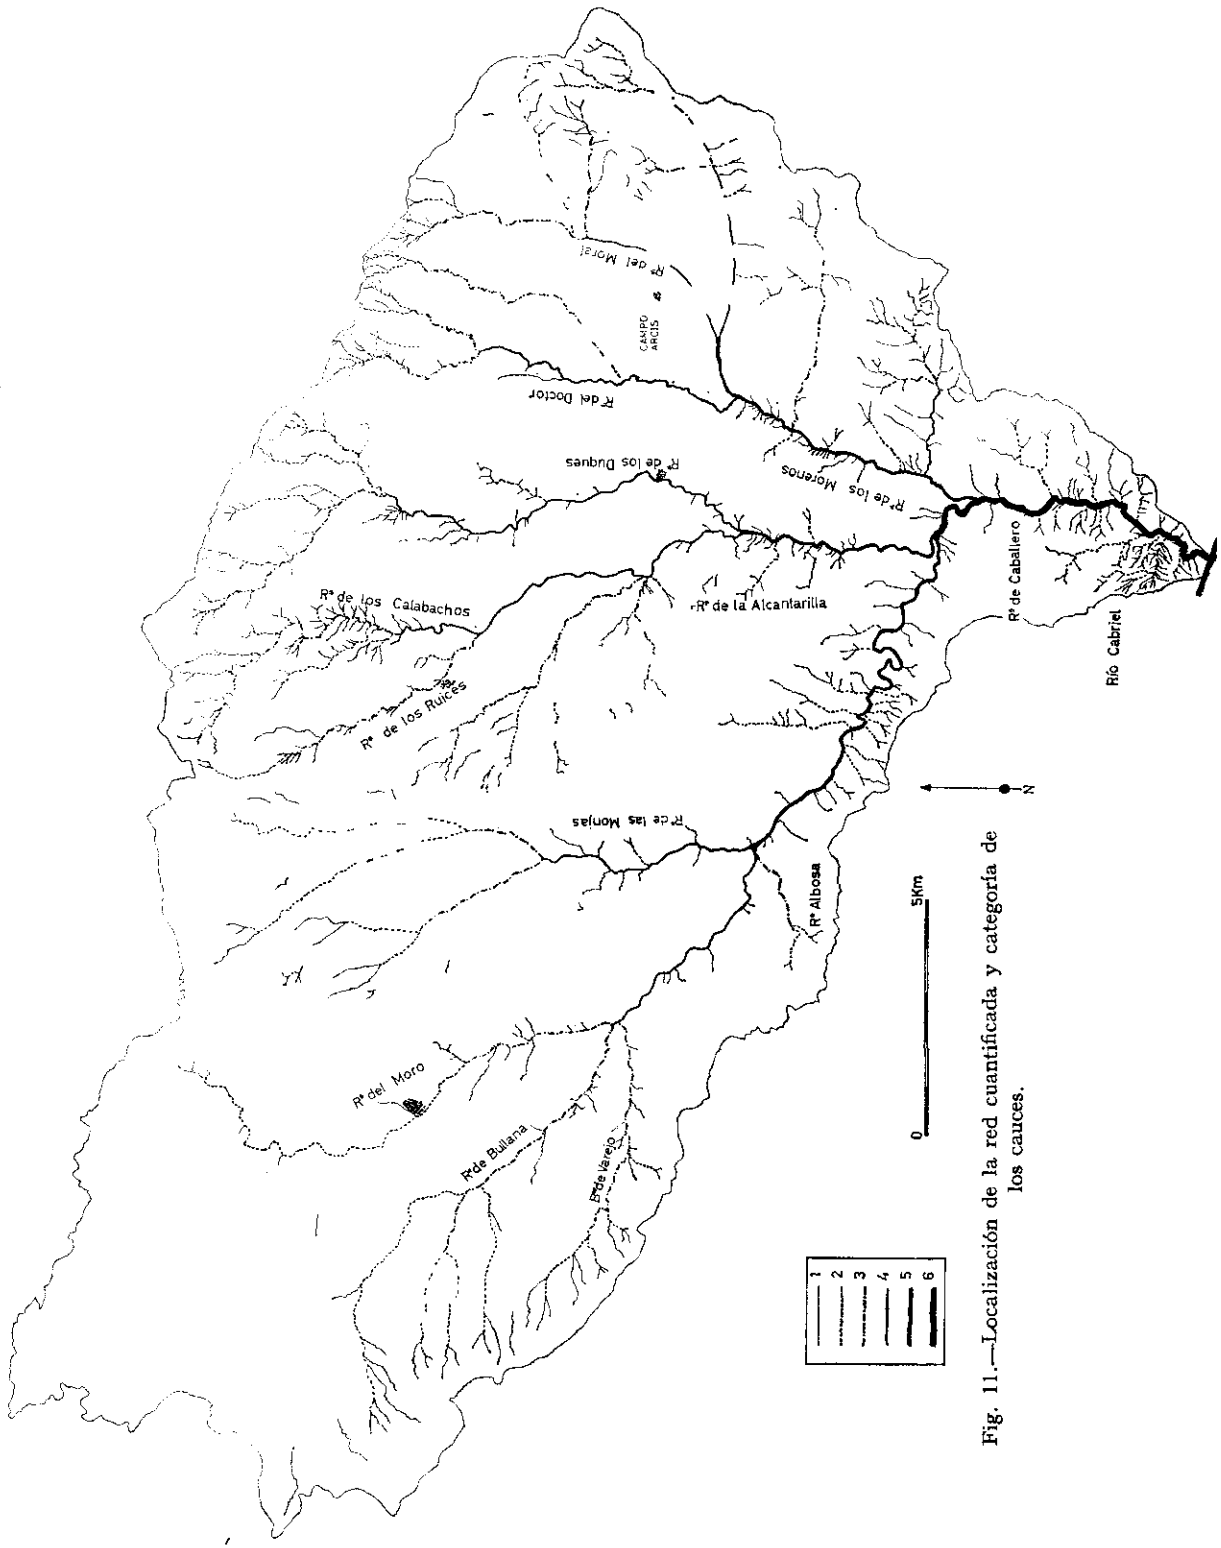 Rª del Moral
CAMPO
ARCIS
Rª del Doctor
Rª de los Duques
Rª de los Morenos
Rª de los Calabachos
Rª de la Alcantarilla
Rª de los Ruices
Rª de Caballero
Río Cabriel
Rª de las Monjas
Rª Albosa
Rª del Moro
Rª de Bullana
Bº de Varejo
N
0
5Km
1
2
3
4
5
6
Fig. 11.—Localización de la red cuantificada y categoría de
los cauces.